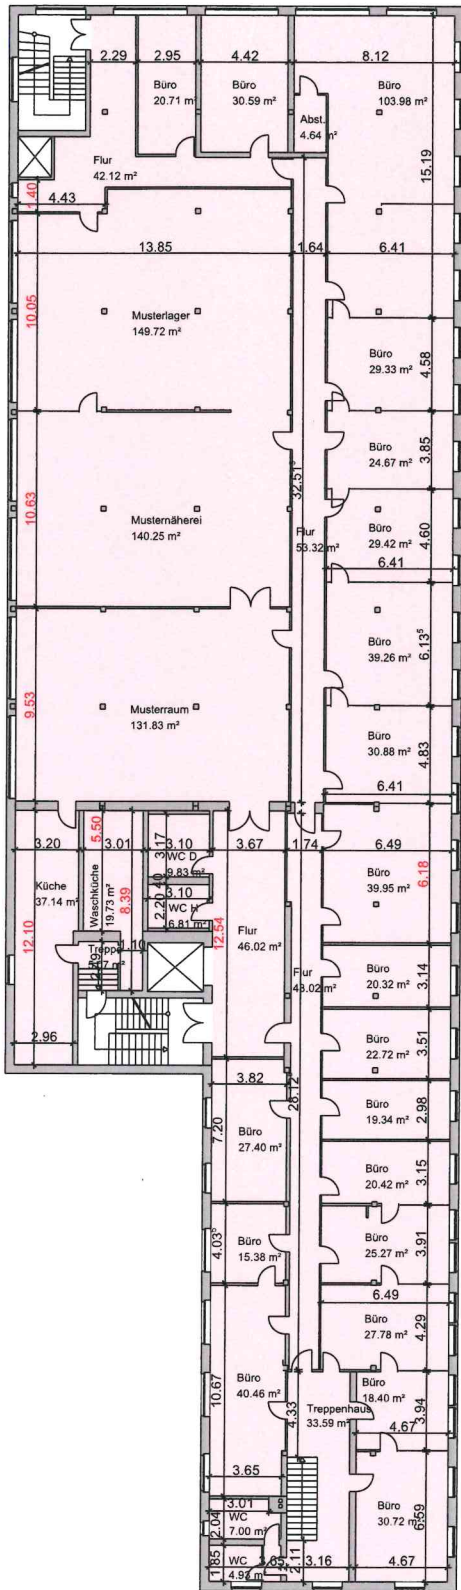 2.29
2.95
4.42
8.12
Büro
20.71 m²
Büro
30.59 m²
Büro
103.98 m²
Abst.
4.64 m²
15.19
Flur
42.12 m²
1.40
4.43
13.85
1.64
6.41
10.05
Musterlager
149.72 m²
Büro
29.33 m²
4.58
Büro
24.67 m²
3.85
32.51⁵
10.63
Musternäherei
140.25 m²
Flur
53.32 m²
Büro
29.42 m²
4.60
6.41
Büro
39.26 m²
6.13⁵
9.53
Musterraum
131.83 m²
Büro
30.88 m²
4.83
6.41
3.20
5.50
3.01
3.10
3.17
3.67
1.74
6.49
WC D
9.83 m²
Büro
39.95 m²
6.18
Küche
37.14 m²
Waschküche
19.73 m²
8.39
40
3.10
2.20
WC H
6.81 m²
12.10
12.54
Flur
46.02 m²
Flur
48.02 m²
Büro
20.32 m²
3.14
2.96
Büro
22.72 m²
3.51
28.12⁵
3.82
7.20
Büro
27.40 m²
Büro
19.34 m²
2.98
Büro
20.42 m²
3.15
4.03⁵
Büro
15.38 m²
Büro
25.27 m²
3.91
6.49
Büro
27.78 m²
4.29
10.67
Büro
40.46 m²
Treppenhaus
33.59 m²
4.33
Büro
18.40 m²
3.94
4.67
3.65
3.01
2.04
WC
7.00 m²
Büro
30.72 m²
6.59
1.85
WC
4.93 m²
3.65
2.11
3.16
4.67